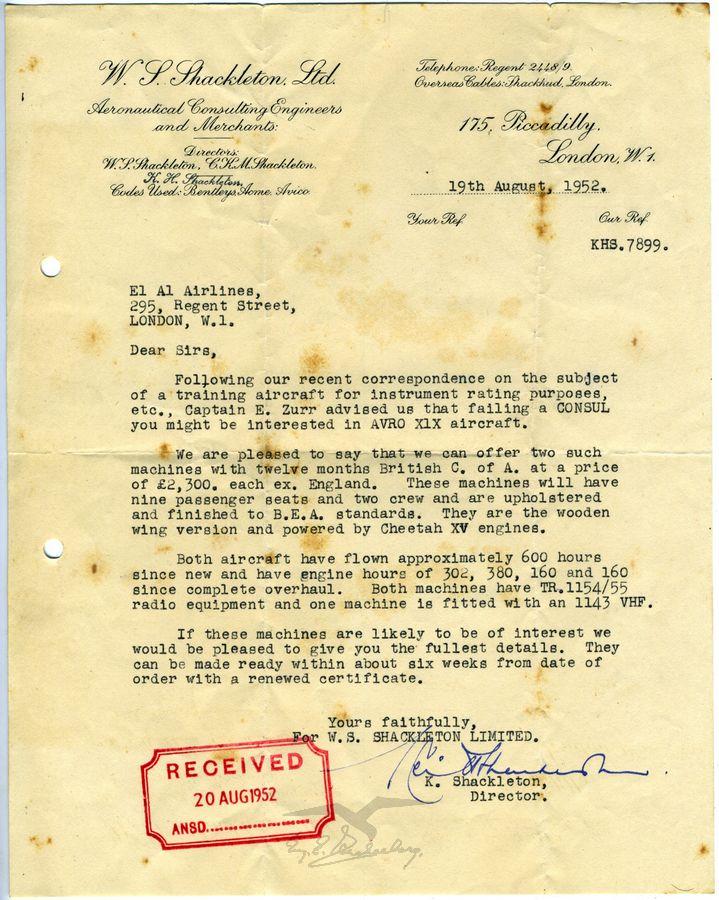 W. S. Shackleton, Ltd.
Aeronautical Consulting Engineers
and Merchants:
Directors:
W.S. Shackleton, C.K.M. Shackleton.
K. H. Shackleton.
Codes Used: Bentleys, Acme, Avico.
Telephone: Regent 2448/9.
Overseas Cables: Shackhud, London.
175, Piccadilly,
London, W.1.
19th August, 1952.
Your Ref.
Our Ref.
KHS.7899.
El Al Airlines,
295, Regent Street,
LONDON, W.1.
Dear Sirs,
Following our recent correspondence on the subject
of a training aircraft for instrument rating purposes,
etc., Captain E. Zurr advised us that failing a CONSUL
you might be interested in AVRO X1X aircraft.
We are pleased to say that we can offer two such
machines with twelve months British C. of A. at a price
of £2,300. each ex. England. These machines will have
nine passenger seats and two crew and are upholstered
and finished to B.E.A. standards. They are the wooden
wing version and powered by Cheetah XV engines.
Both aircraft have flown approximately 600 hours
since new and have engine hours of 302, 380, 160 and 160
since complete overhaul. Both machines have TR.1154/55
radio equipment and one machine is fitted with an 1143 VHF.
If these machines are likely to be of interest we
would be pleased to give you the fullest details. They
can be made ready within about six weeks from date of
order with a renewed certificate.
Yours faithfully,
For W.S. SHACKLETON LIMITED.
K. Shackleton,
Director.
RECEIVED
20 AUG 1952
ANSD.